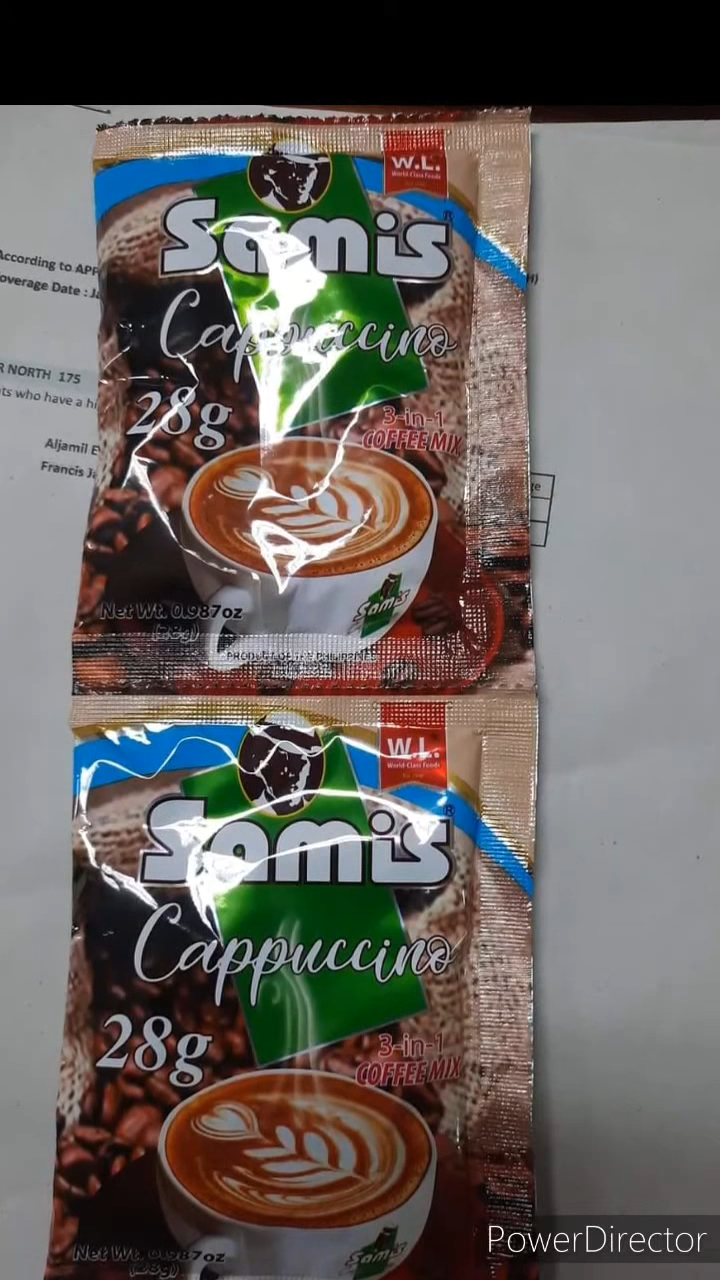 W.L.
World-Class Foods
Samis®
Cappuccino
28g
3-in-1
COFFEE MIX
Samis
Net Wt. 0.987oz
(28g)
PRODUCT OF THE PHILIPPINES
According to
overage Date :
R NORTH 175
ts who have a
Aljamil
Francis
W.L.
World-Class Foods
Samis®
Cappuccino
28g
3-in-1
COFFEE MIX
Samis
Net Wt. 0.987oz
(28g)
PowerDirector